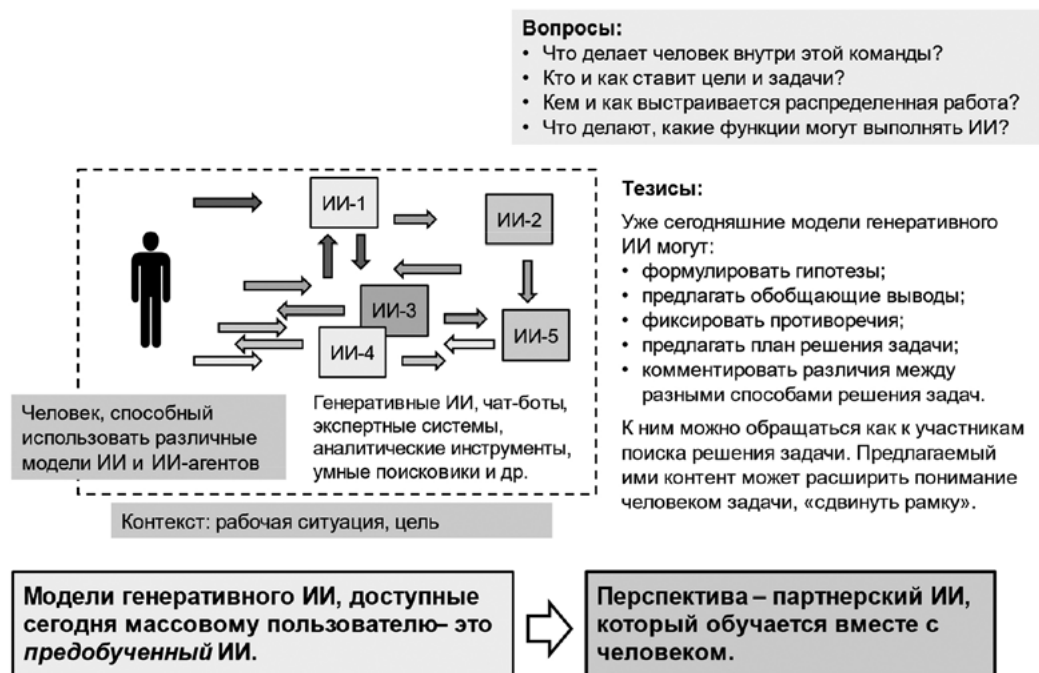 Вопросы:
• Что делает человек внутри этой команды?
• Кто и как ставит цели и задачи?
• Кем и как выстраивается распределенная работа?
• Что делают, какие функции могут выполнять ИИ?
ИИ-1
ИИ-2
ИИ-3
ИИ-4
ИИ-5
Человек, способный
использовать различные
модели ИИ и ИИ-агентов
Генеративные ИИ, чат-боты,
экспертные системы,
аналитические инструменты,
умные поисковики и др.
Контекст: рабочая ситуация, цель
Тезисы:
Уже сегодняшние модели генеративного
ИИ могут:
• формулировать гипотезы;
• предлагать обобщающие выводы;
• фиксировать противоречия;
• предлагать план решения задачи;
• комментировать различия между
разными способами решения задач.
К ним можно обращаться как к участникам
поиска решения задачи. Предлагаемый
ими контент может расширить понимание
человеком задачи, «сдвинуть рамку».
Модели генеративного ИИ, доступные
сегодня массовому пользователю– это
предобученный ИИ.
Перспектива – партнерский ИИ,
который обучается вместе с
человеком.